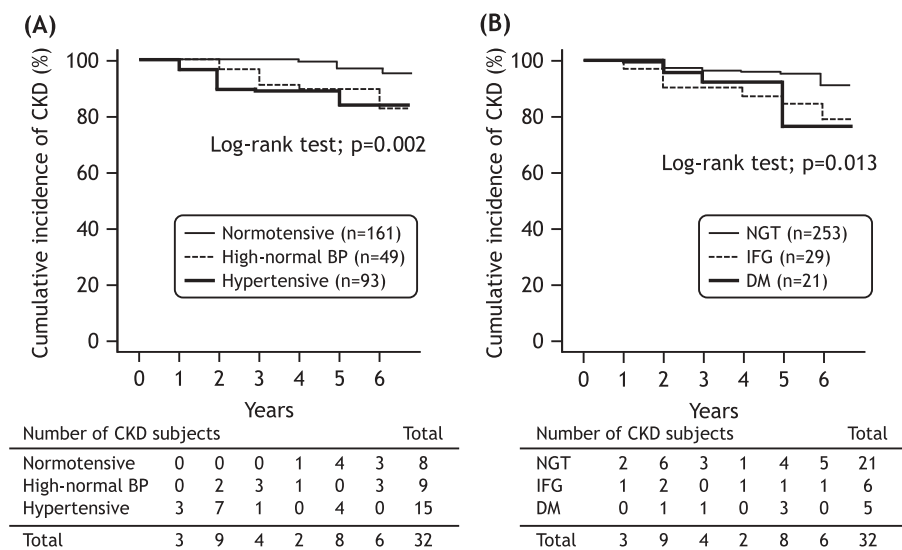 (A)
Cumulative incidence of CKD (%)
100
80
60
40
20
0
Log-rank test; p=0.002
Normotensive (n=161)
High-normal BP (n=49)
Hypertensive (n=93)
0 1 2 3 4 5 6
Years
Number of CKD subjects Total
Normotensive 0 0 0 1 4 3 8
High-normal BP 0 2 3 1 0 3 9
Hypertensive 3 7 1 0 4 0 15
Total 3 9 4 2 8 6 32
(B)
Cumulative incidence of CKD (%)
100
80
60
40
20
0
Log-rank test; p=0.013
NGT (n=253)
IFG (n=29)
DM (n=21)
0 1 2 3 4 5 6
Years
Number of CKD subjects Total
NGT 2 6 3 1 4 5 21
IFG 1 2 0 1 1 1 6
DM 0 1 1 0 3 0 5
Total 3 9 4 2 8 6 32